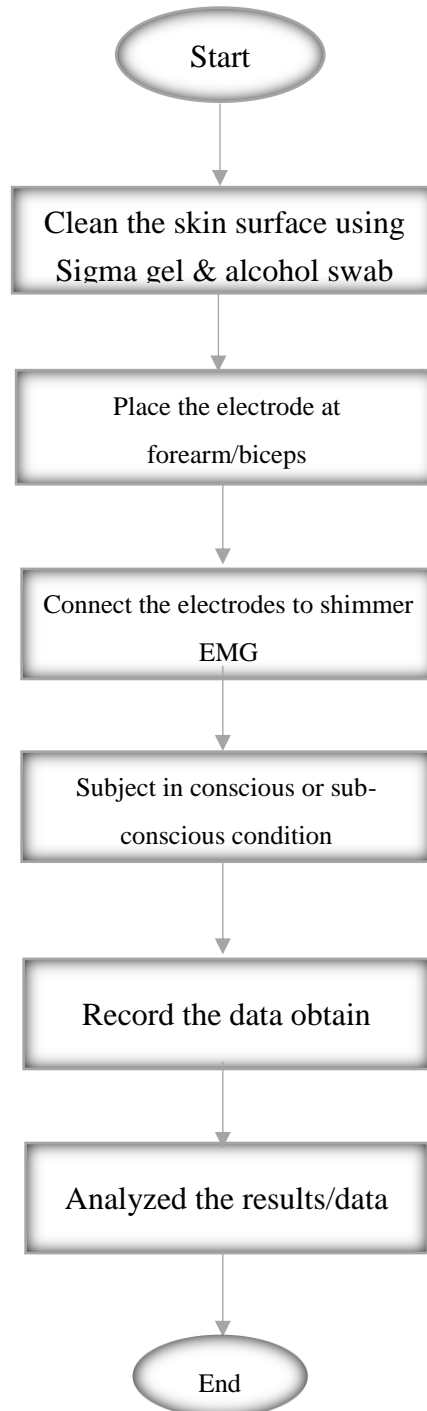 Start
Clean the skin surface using
Sigma gel & alcohol swab
Place the electrode at
forearm/biceps
Connect the electrodes to shimmer
EMG
Subject in conscious or sub-
conscious condition
Record the data obtain
Analyzed the results/data
End